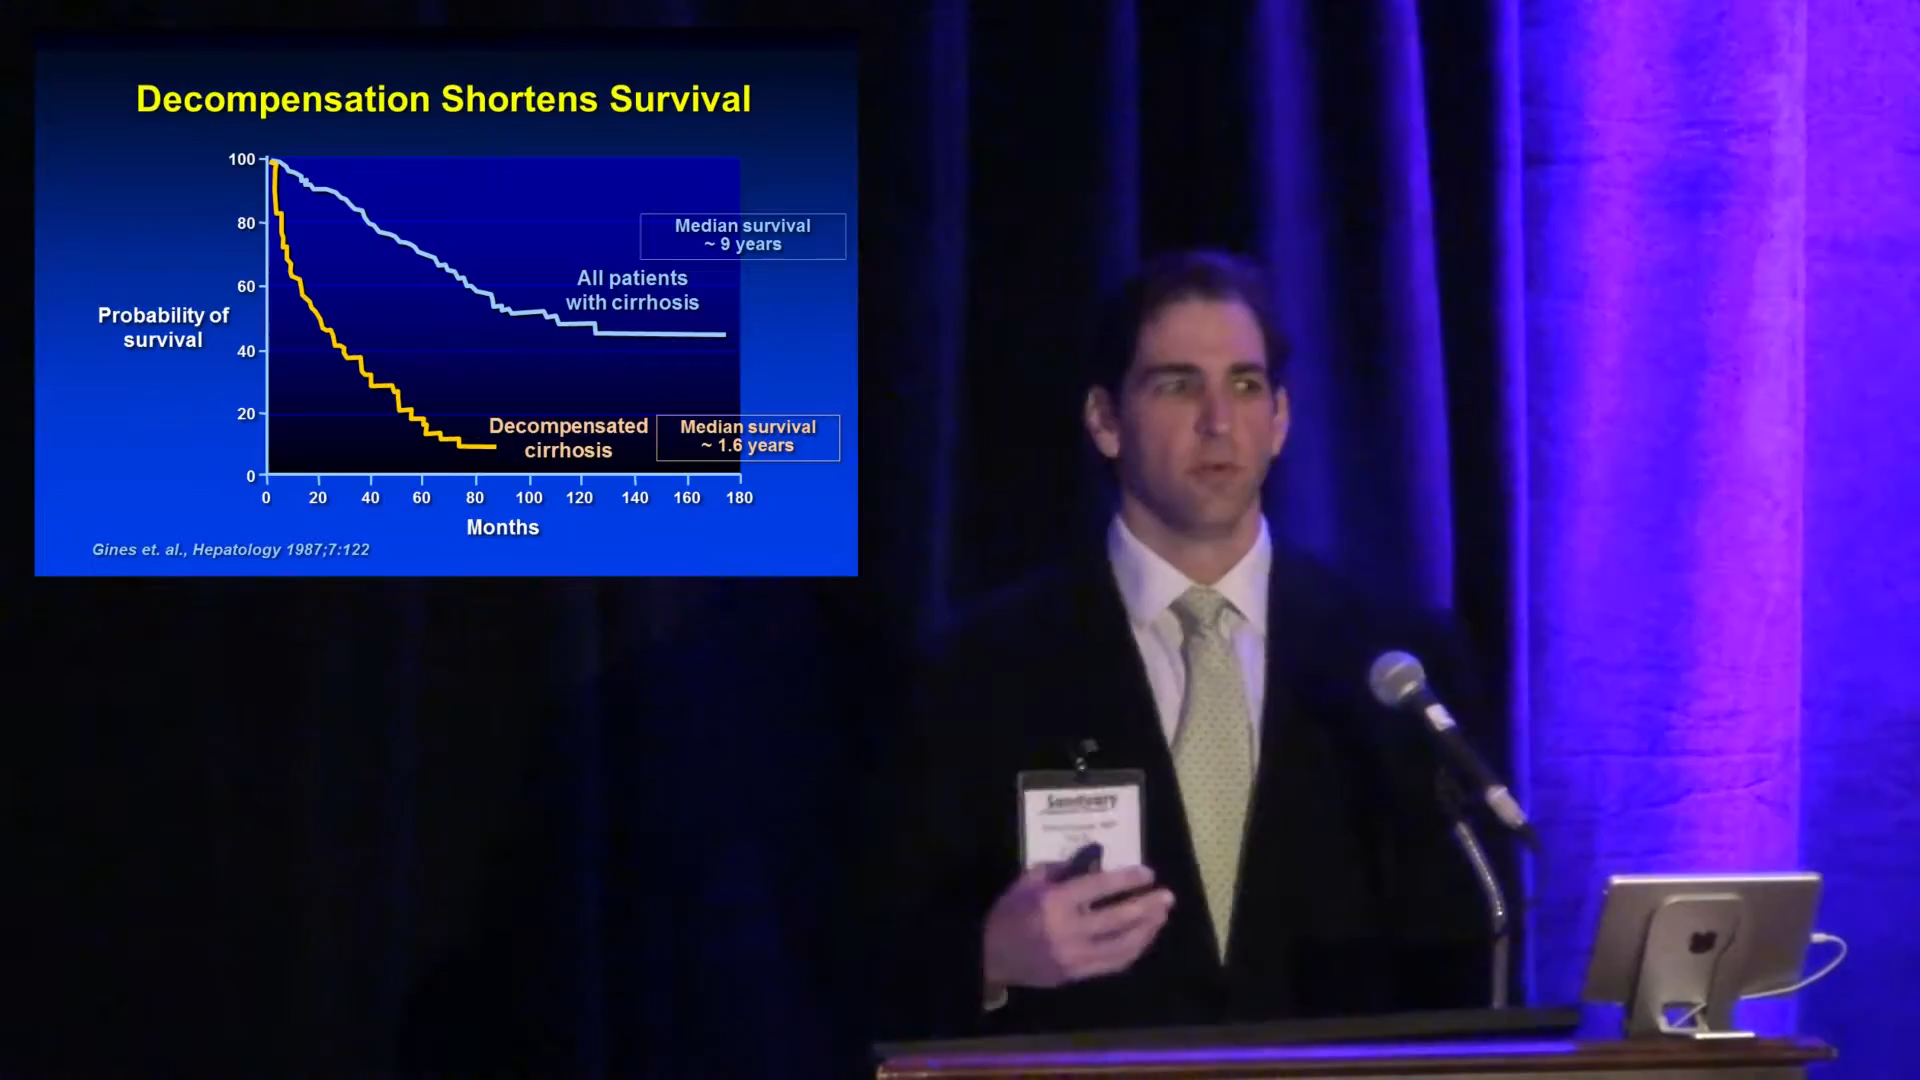 Decompensation Shortens Survival
100
80
60
40
20
0
Probability of
survival
Median survival
~ 9 years
All patients
with cirrhosis
Decompensated
cirrhosis
Median survival
~ 1.6 years
0 20 40 60 80 100 120 140 160 180
Months
Gines et. al., Hepatology 1987;7:122
Sanctuary